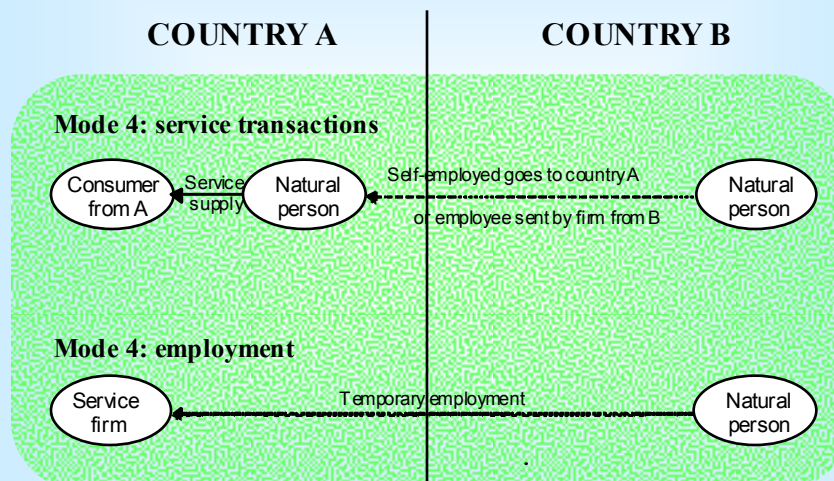 COUNTRY A
COUNTRY B
Mode 4: service transactions
Consumer
from A
Service
supply
Natural
person
Self-employed goes to country A
or employee sent by firm from B
Natural
person
Mode 4: employment
Service
firm
Temporary employment
Natural
person
.